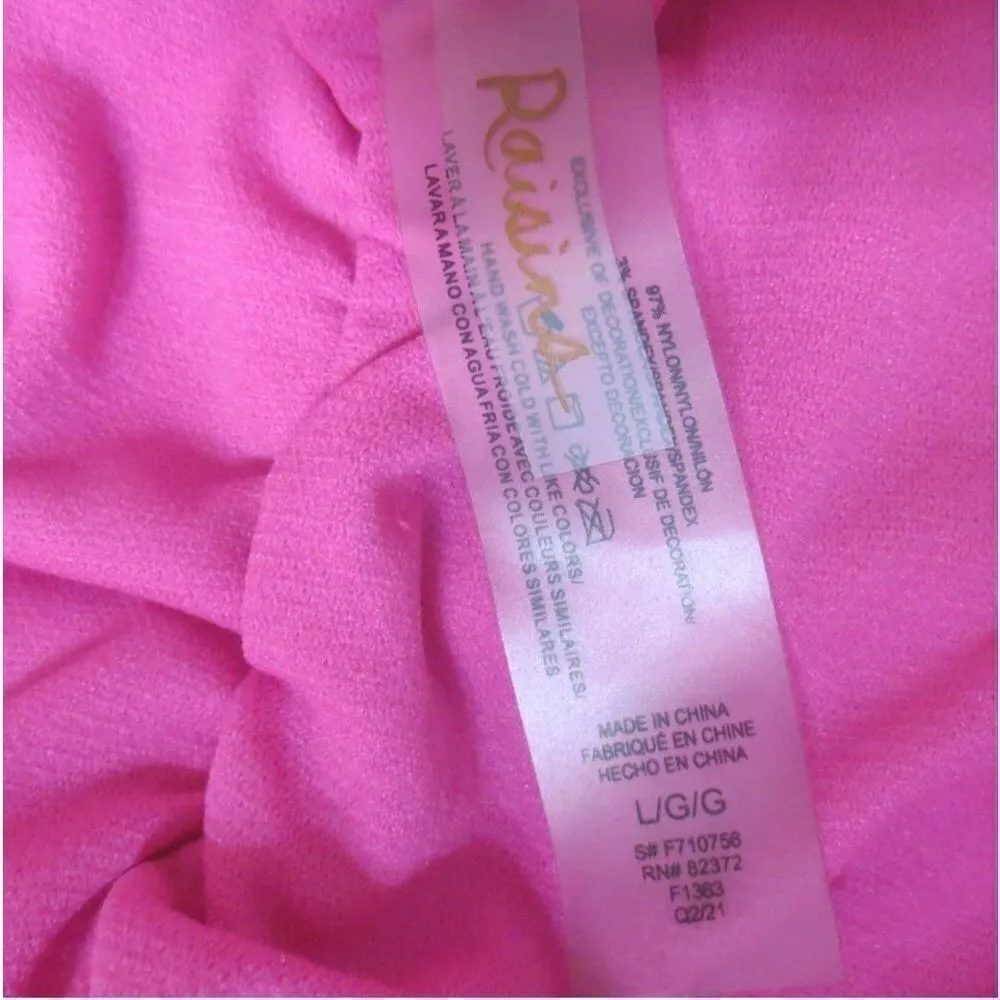 Raisins
97% NYLON/NYLON/NILÓN
3% SPANDEX/SPANDEX/SPANDEX
EXCLUSIVE OF DECORATION/EXCLUSIF DE DECORATION/
EXCEPTO DECORACION
HAND WASH COLD WITH LIKE COLORS/
LAVER À LA MAIN À L'EAU FROIDE AVEC COULEURS SIMILAIRES/
LAVAR A MANO CON AGUA FRIA CON COLORES SIMILARES
MADE IN CHINA
FABRIQUÉ EN CHINE
HECHO EN CHINA
L/G/G
S# F710756
RN# 82372
F1363
Q2/21